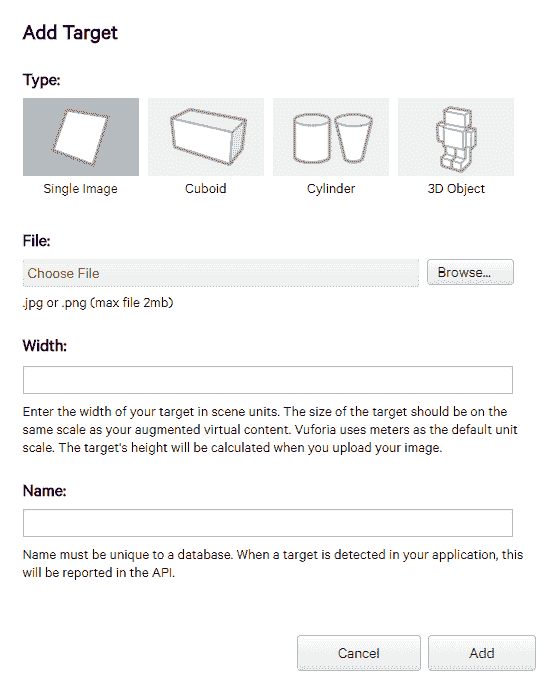 Add Target
Type:
Single Image
Cuboid
Cylinder
3D Object
File:
Choose File
Browse...
.jpg or .png (max file 2mb)
Width:
Enter the width of your target in scene units. The size of the target should be on the
same scale as your augmented virtual content. Vuforia uses meters as the default unit
scale. The target's height will be calculated when you upload your image.
Name:
Name must be unique to a database. When a target is detected in your application, this
will be reported in the API.
Cancel
Add